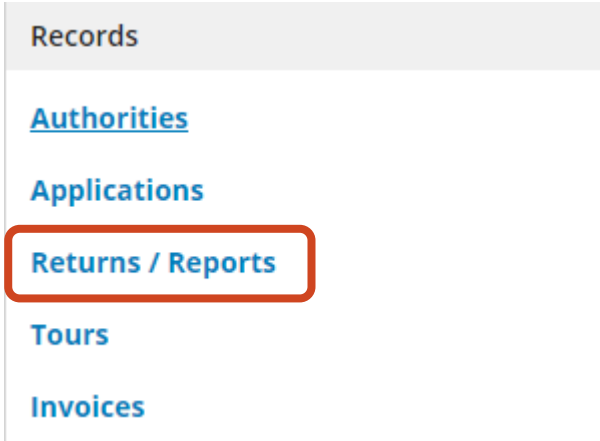 Records
Authorities
Applications
Returns / Reports
Tours
Invoices